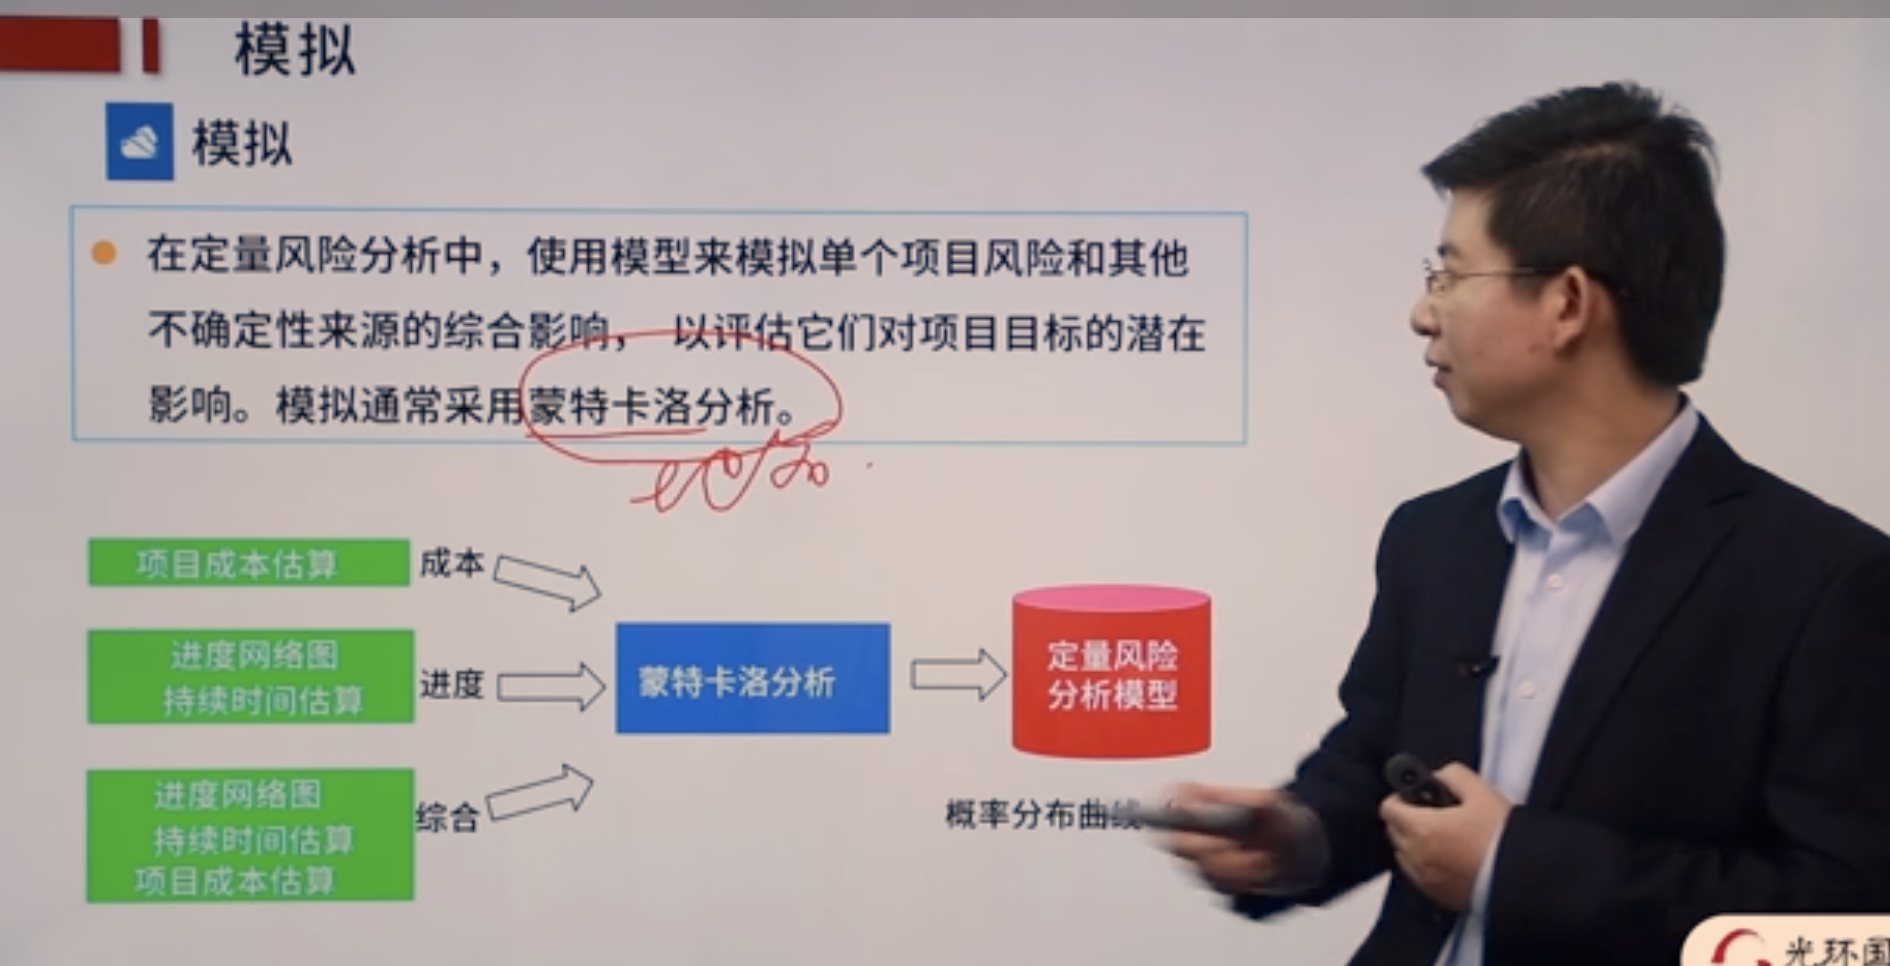 模拟
模拟
在定量风险分析中，使用模型来模拟单个项目风险和其他
不确定性来源的综合影响， 以评估它们对项目目标的潜在
影响。模拟通常采用蒙特卡洛分析。
项目成本估算
成本
进度网络图
持续时间估算
进度
进度网络图
持续时间估算
项目成本估算
综合
蒙特卡洛分析
定量风险
分析模型
概率分布曲线
光环国